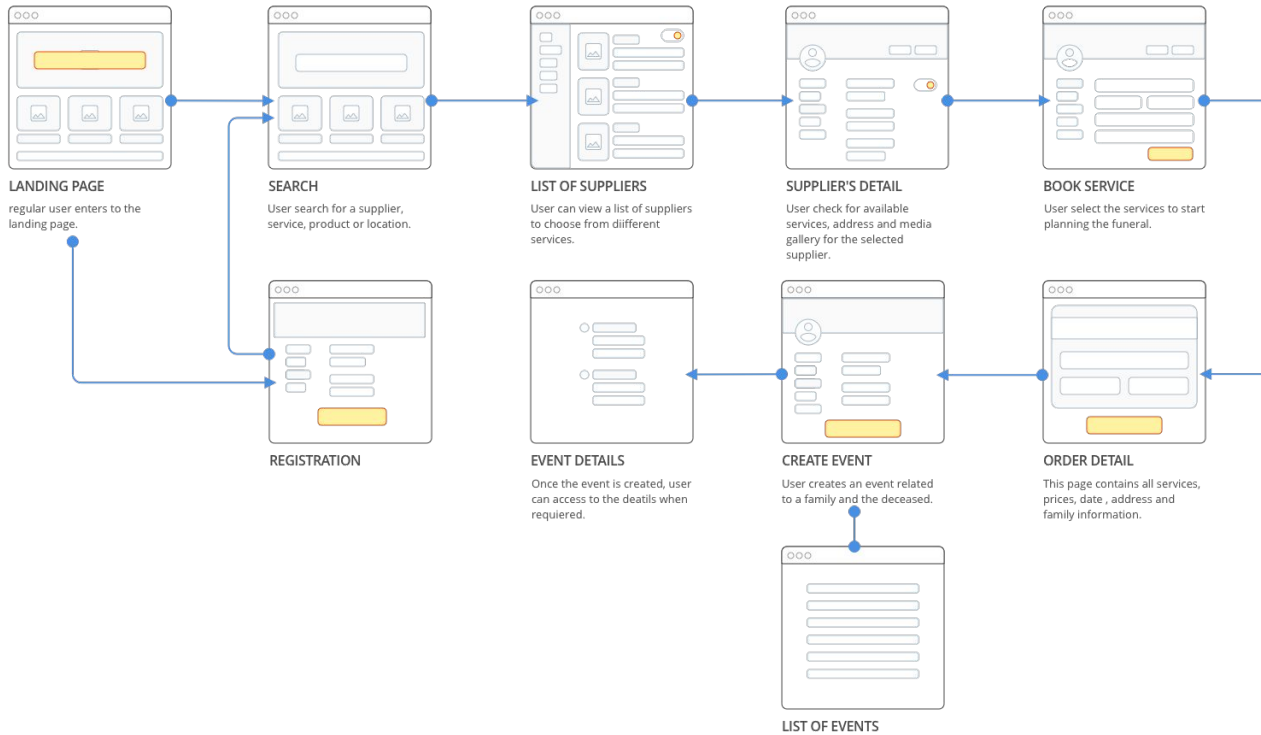 LANDING PAGE
regular user enters to the
landing page.
SEARCH
User search for a supplier,
service, product or location.
LIST OF SUPPLIERS
User can view a list of suppliers
to choose from diifferent
services.
SUPPLIER'S DETAIL
User check for available
services, address and media
gallery for the selected
supplier.
BOOK SERVICE
User select the services to start
planning the funeral.
REGISTRATION
EVENT DETAILS
Once the event is created, user
can access to the deatils when
requiered.
CREATE EVENT
User creates an event related
to a family and the deceased.
ORDER DETAIL
This page contains all services,
prices, date , address and
family information.
LIST OF EVENTS